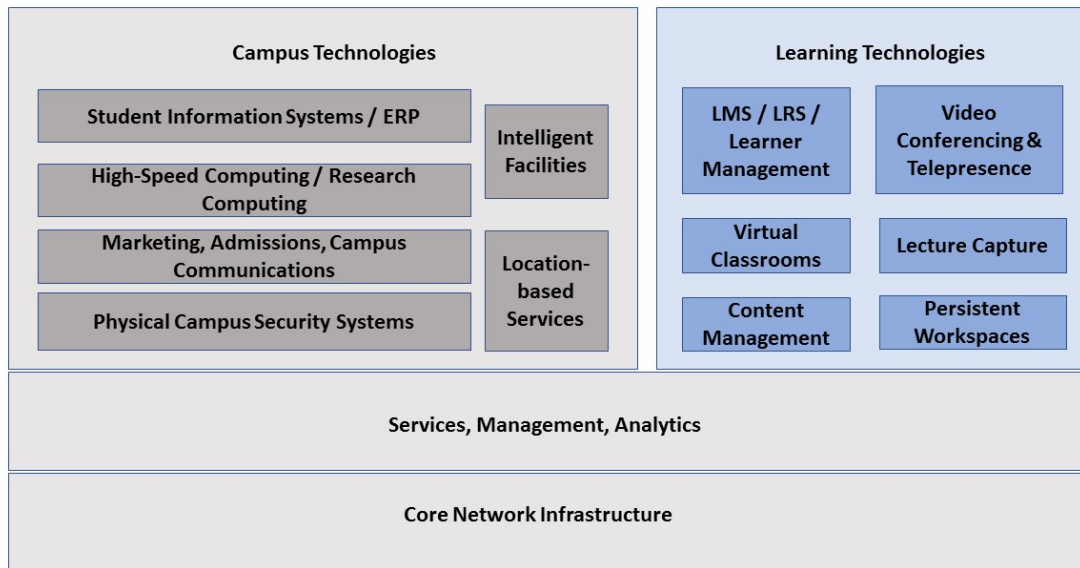 Campus Technologies
Student Information Systems / ERP
High-Speed Computing / Research
Computing
Marketing, Admissions, Campus
Communications
Physical Campus Security Systems
Intelligent
Facilities
Location-
based
Services
Learning Technologies
LMS / LRS /
Learner
Management
Video
Conferencing &
Telepresence
Virtual
Classrooms
Lecture Capture
Content
Management
Persistent
Workspaces
Services, Management, Analytics
Core Network Infrastructure